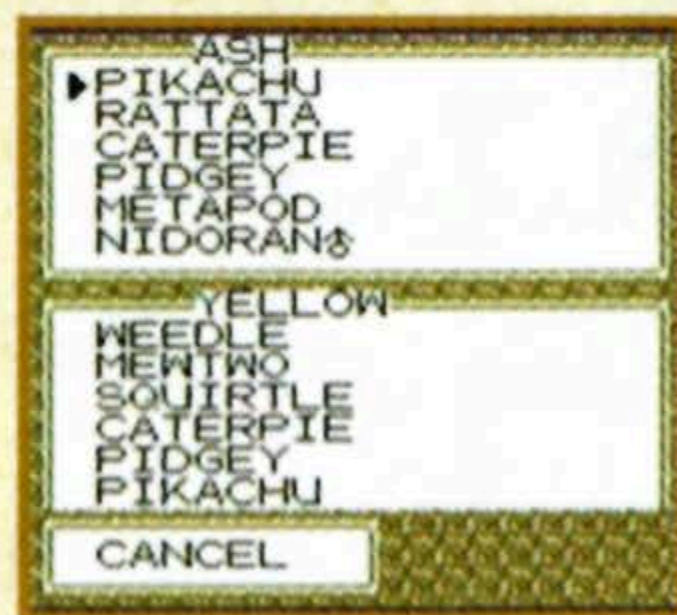 ASH
▶PIKACHU
RATTATA
CATERPIE
PIDGEY
METAPOD
NIDORAN♂
YELLOW
WEEDLE
MEWTWO
SQUIRTLE
CATERPIE
PIDGEY
PIKACHU
CANCEL